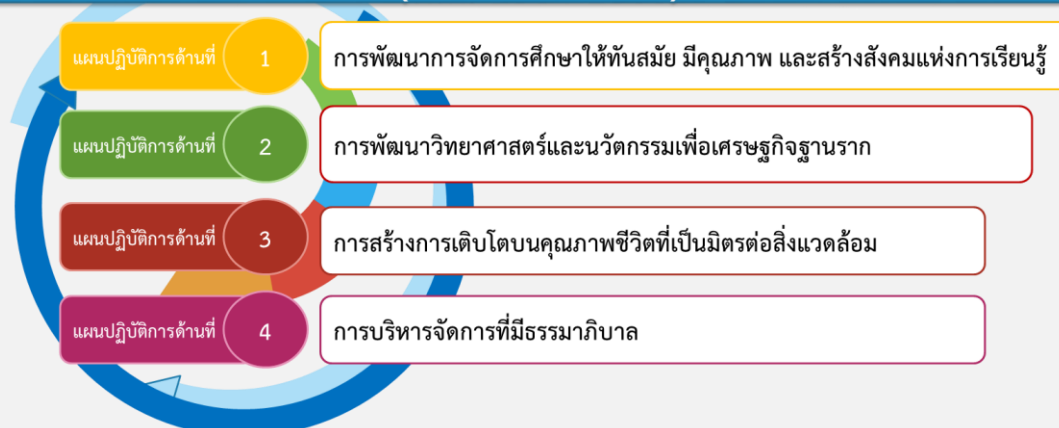 แผนปฏิบัติการด้านที่ 1 การพัฒนาการจัดการศึกษาให้ทันสมัย มีคุณภาพ และสร้างสังคมแห่งการเรียนรู้
แผนปฏิบัติการด้านที่ 2 การพัฒนาวิทยาศาสตร์และนวัตกรรมเพื่อเศรษฐกิจฐานราก
แผนปฏิบัติการด้านที่ 3 การสร้างการเติบโตบนคุณภาพชีวิตที่เป็นมิตรต่อสิ่งแวดล้อม
แผนปฏิบัติการด้านที่ 4 การบริหารจัดการที่มีธรรมาภิบาล